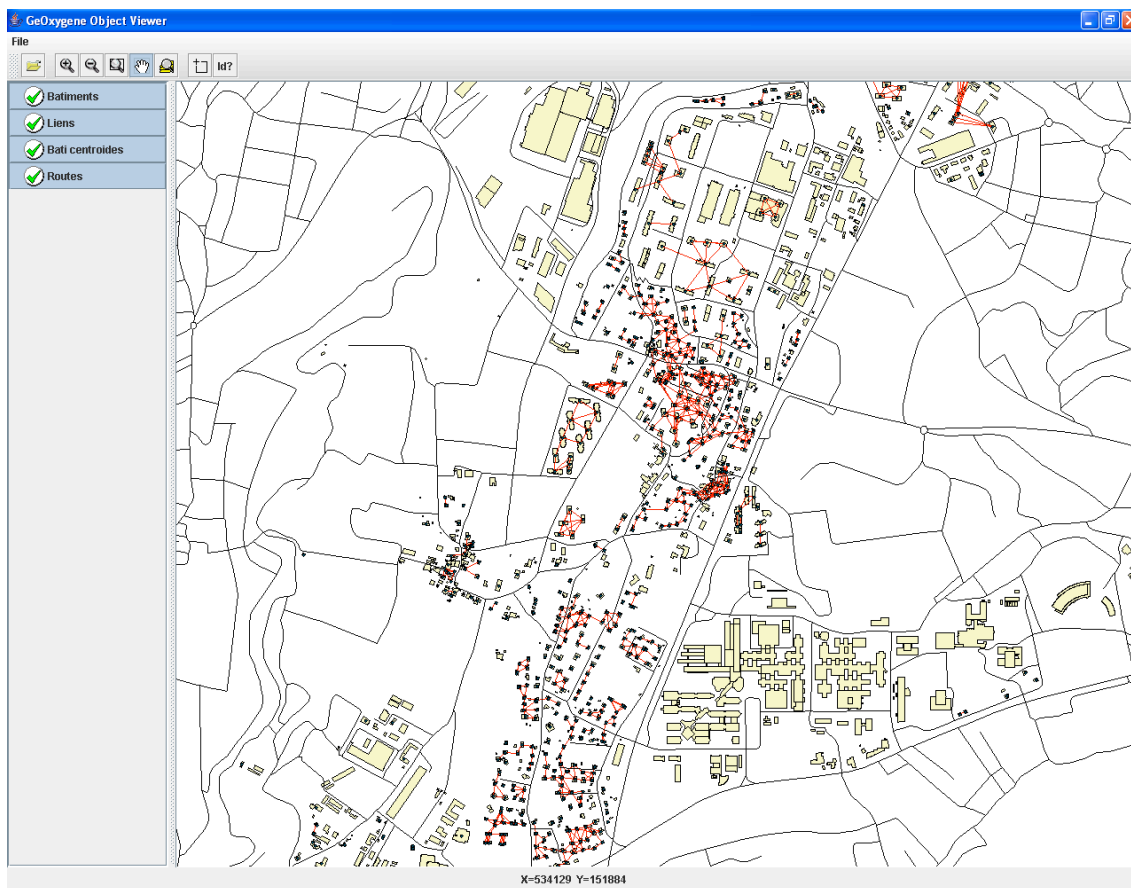 GeOxygene Object Viewer
File
Id?
Batiments
Liens
Bati centroides
Routes
X=534129 Y=151884